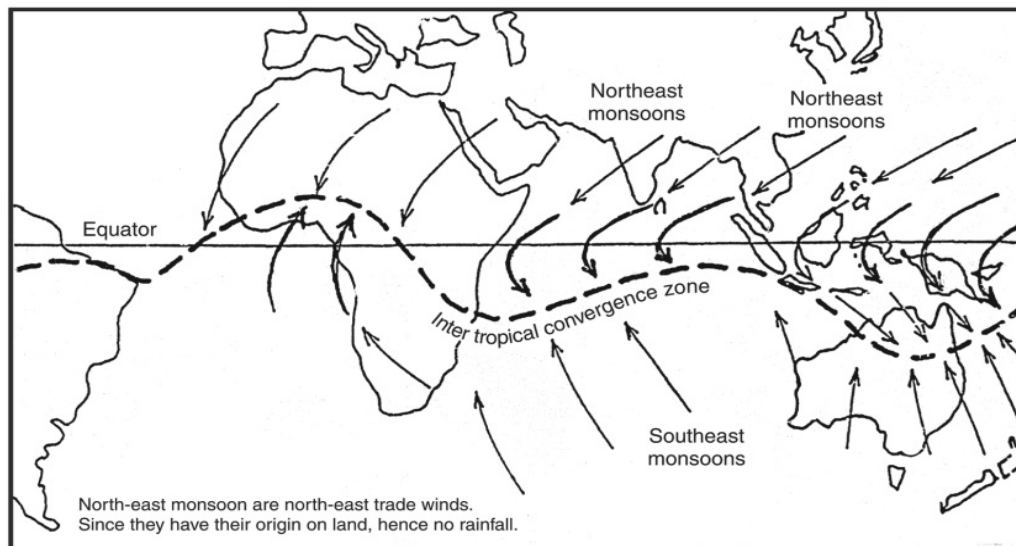 Northeast
monsoons
Northeast
monsoons
Equator
Inter tropical convergence zone
Southeast
monsoons
North-east monsoon are north-east trade winds.
Since they have their origin on land, hence no rainfall.